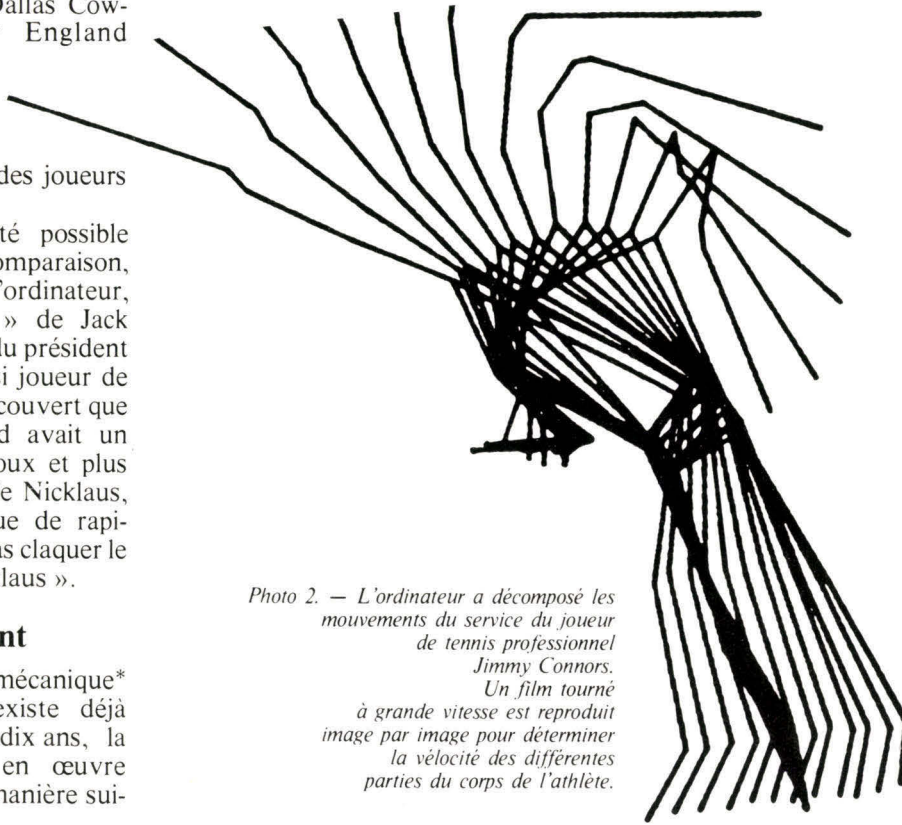 Dallas Cow-
England
des joueurs
té possible
omparaison,
'ordinateur,
» de Jack
du président
si joueur de
couvert que
d avait un
oux et plus
e Nicklaus,
ue de rapi-
as claquer le
laus ».
nt
mécanique*
existe déjà
dix ans, la
en œuvre
manière sui-
Photo 2. — L'ordinateur a décomposé les
mouvements du service du joueur
de tennis professionnel
Jimmy Connors.
Un film tourné
à grande vitesse est reproduit
image par image pour déterminer
la vélocité des différentes
parties du corps de l'athlète.